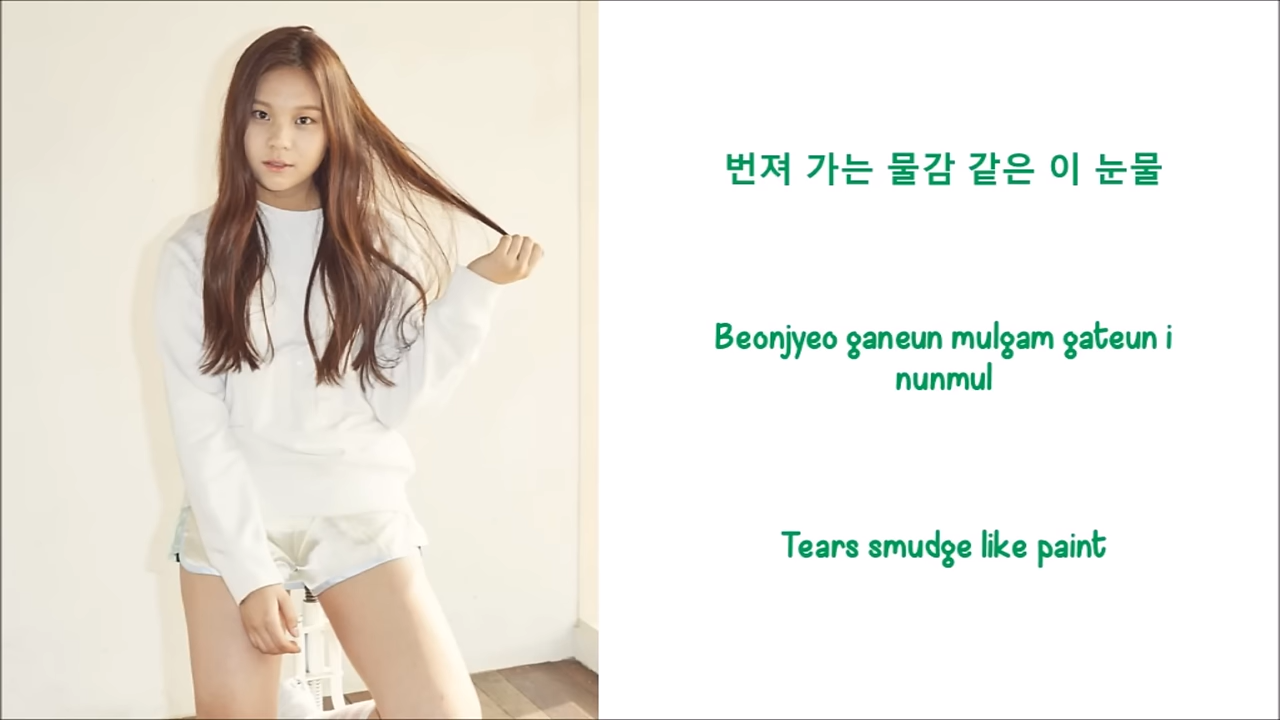 번져 가는 물감 같은 이 눈물
Beonjyeo ganeun mulgam gateun i
nunmul
Tears smudge like paint